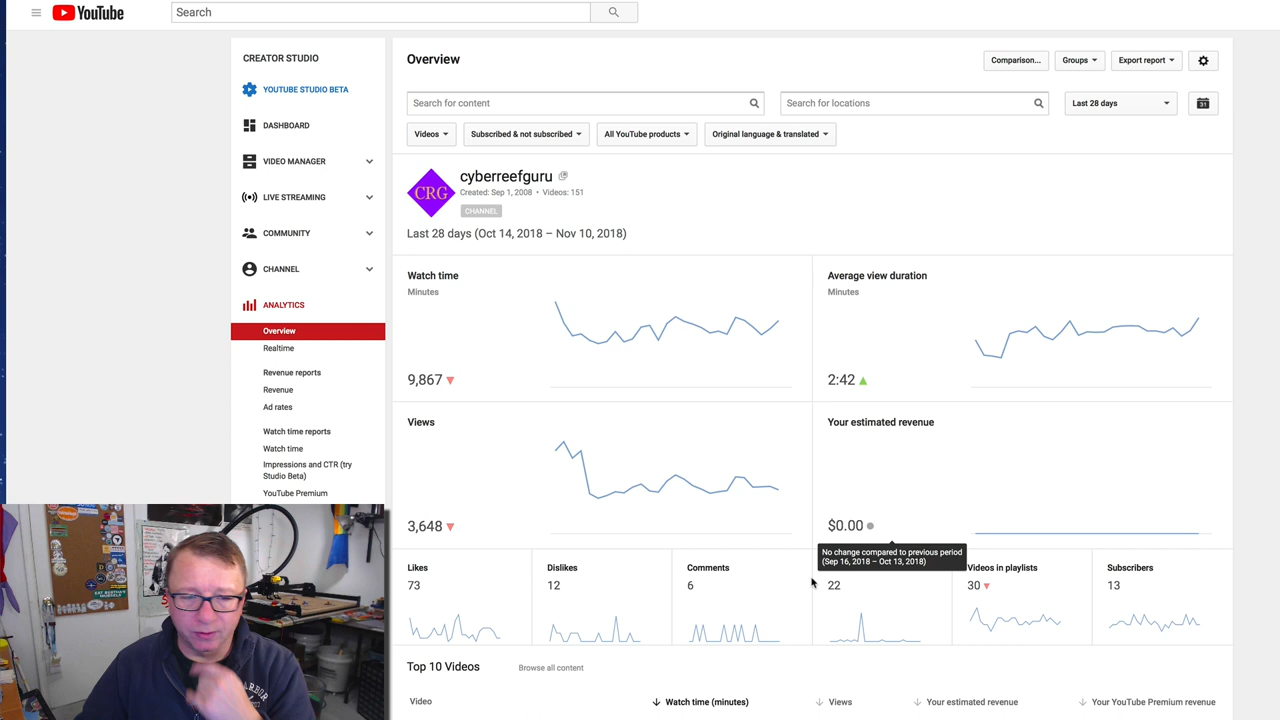 YouTube
Search
CREATOR STUDIO
YOUTUBE STUDIO BETA
DASHBOARD
VIDEO MANAGER
LIVE STREAMING
COMMUNITY
CHANNEL
ANALYTICS
Overview
Realtime
Revenue reports
Revenue
Ad rates
Watch time reports
Watch time
Impressions and CTR (try
Studio Beta)
YouTube Premium
Overview
Comparison...
Groups
Export report
Search for content
Search for locations
Last 28 days
31
Videos
Subscribed & not subscribed
All YouTube products
Original language & translated
CRG
cyberreefguru
Created: Sep 1, 2008 • Videos: 151
CHANNEL
Last 28 days (Oct 14, 2018 – Nov 10, 2018)
Watch time
Minutes
9,867
Average view duration
Minutes
2:42
Views
3,648
Your estimated revenue
$0.00
No change compared to previous period
(Sep 16, 2018 – Oct 13, 2018)
Likes
73
Dislikes
12
Comments
6
22
Videos in playlists
30
Subscribers
13
Top 10 Videos
Browse all content
Video
Watch time (minutes)
Views
Your estimated revenue
Your YouTube Premium revenue